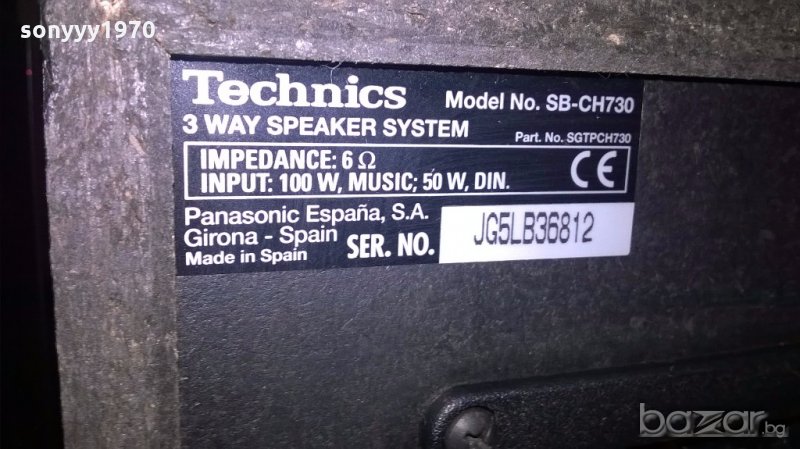 sonyyy1970
Technics Model No. SB-CH730
3 WAY SPEAKER SYSTEM Part. No. SGTPCH730
IMPEDANCE: 6 Ω
INPUT: 100 W, MUSIC; 50 W, DIN. CE
Panasonic España, S.A.
Girona - Spain
Made in Spain SER. NO. JG5LB36812
bazar.bg